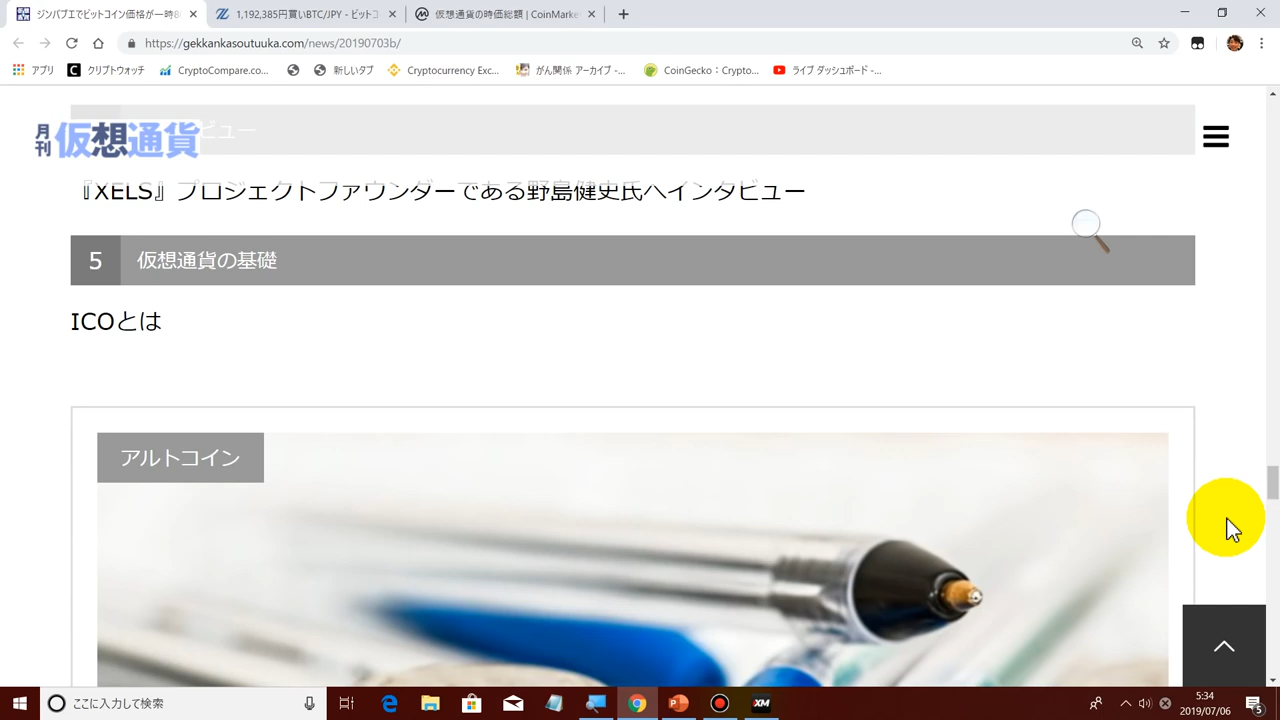 ジンバブエでビットコイン価格が一時8
1,192,385円買いBTC/JPY - ビットコ
仮想通貨の時価総額 | CoinMarke
https://gekkankasoutuuka.com/news/20190703b/
アプリ
クリプトウォッチ
CryptoCompare.co...
新しいタブ
Cryptocurrency Exc...
がん関係 アーカイブ -...
CoinGecko：Crypto...
ライブ ダッシュボード -...
月刊仮想通貨
ビュー
『XELS』プロジェクトファウンダーである野島健史氏へインタビュー
5 仮想通貨の基礎
ICOとは
アルトコイン
ここに入力して検索
XM
5:34
2019/07/06
5